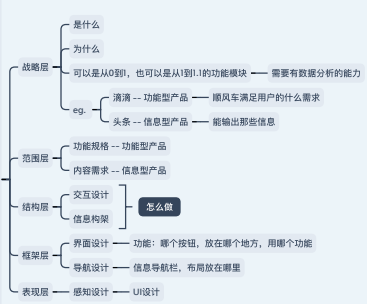 是什么
为什么
战略层
可以是从0到1，也可以是从1到1.1的功能模块
需要有数据分析的能力
eg.
滴滴 -- 功能型产品
顺风车满足用户的什么需求
头条 -- 信息型产品
能输出那些信息
范围层
功能规格 -- 功能型产品
内容需求 -- 信息型产品
结构层
交互设计
信息构架
怎么做
框架层
界面设计
功能：哪个按钮，放在哪个地方，用哪个功能
导航设计
信息导航栏，布局放在哪里
表现层
感知设计
UI设计